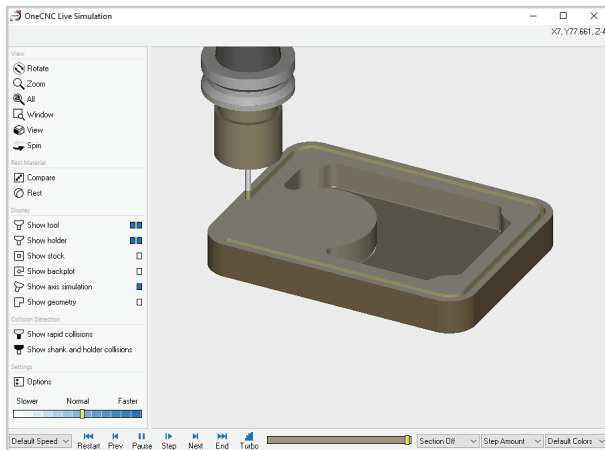 OneCNC Live Simulation
X7, Y77.661, Z-4
View
Rotate
Zoom
All
Window
View
Spin
Rest Material
Compare
Rest
Display
Show tool
Show holder
Show stock
Show backplot
Show axis simulation
Show geometry
Collision Detection
Show rapid collisions
Show shank and holder collisions
Settings
Options
Slower Normal Faster
Default Speed Restart Prev Pause Step Next End Turbo Section Off Step Amount Default Colors